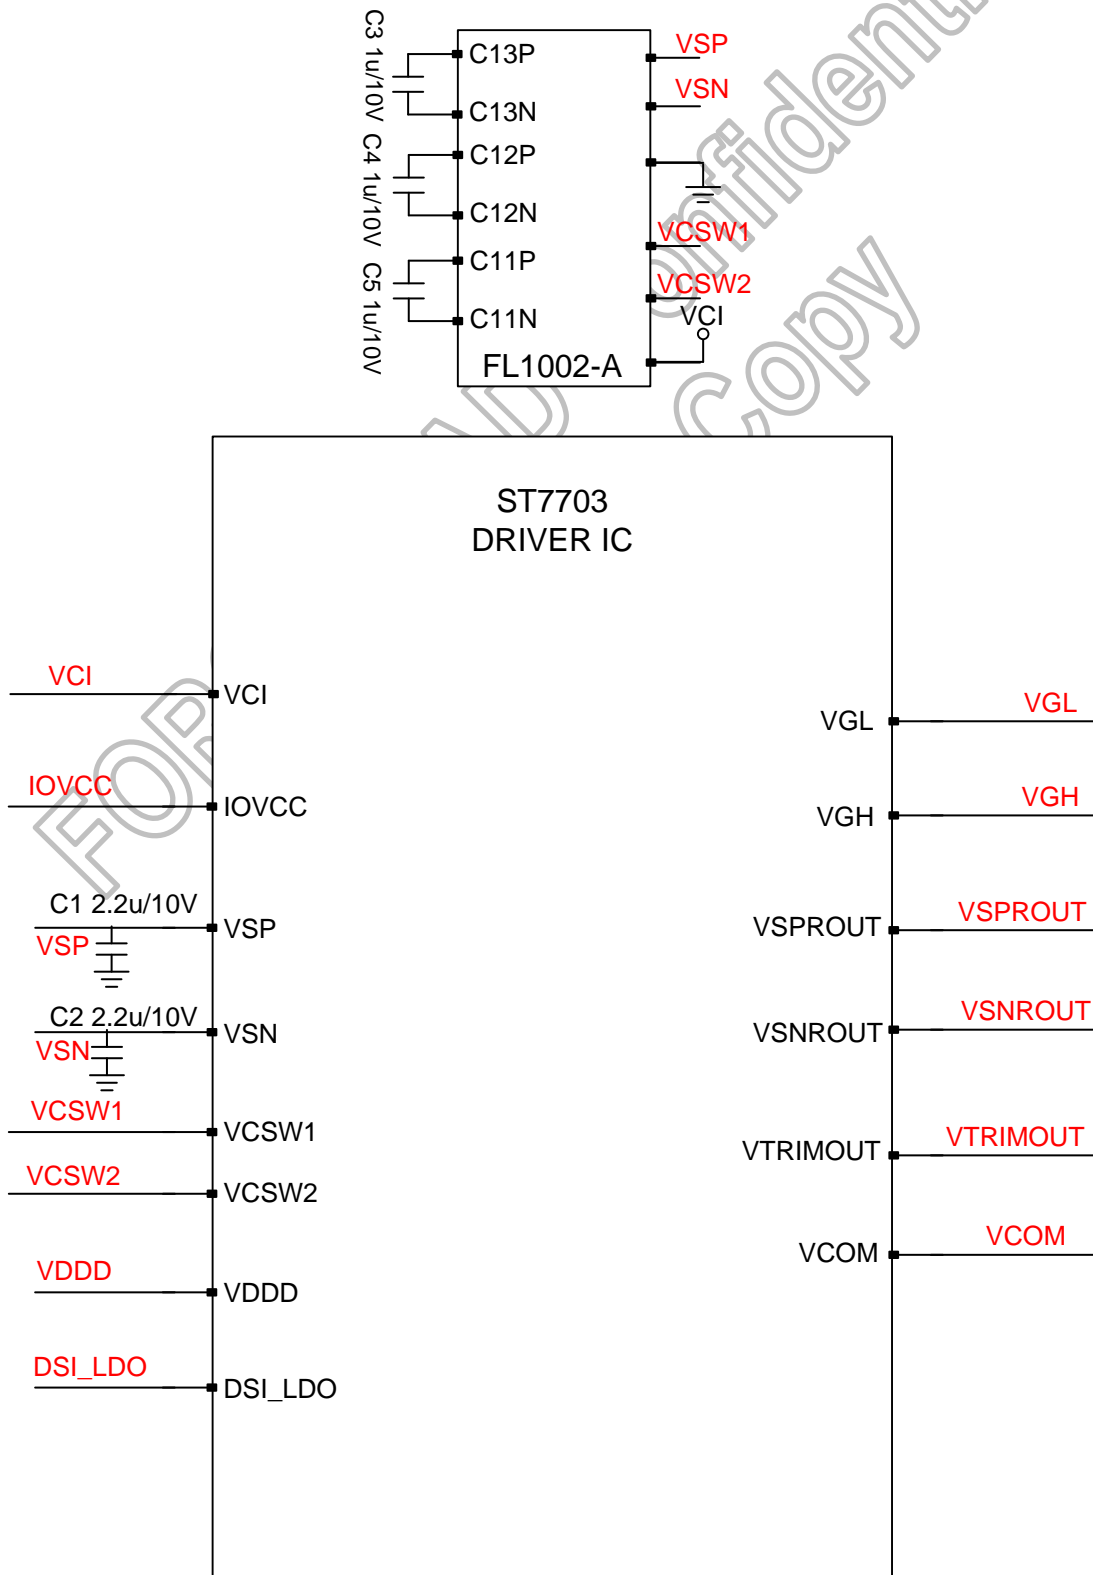 C3 1u/10V C4 1u/10V C5 1u/10V
C13P
C13N
C12P
C12N
C11P
C11N
FL1002-A
VSP
VSN
VCSW1
VCSW2
VCI
ST7703
DRIVER IC
VCI
VCI
IOVCC
IOVCC
C1 2.2u/10V
VSP
VSP
C2 2.2u/10V
VSN
VSN
VCSW1
VCSW1
VCSW2
VCSW2
VDDD
VDDD
DSI_LDO
DSI_LDO
VGL
VGL
VGH
VGH
VSPROUT
VSPROUT
VSNROUT
VSNROUT
VTRIMOUT
VTRIMOUT
VCOM
VCOM
FOR
Copy